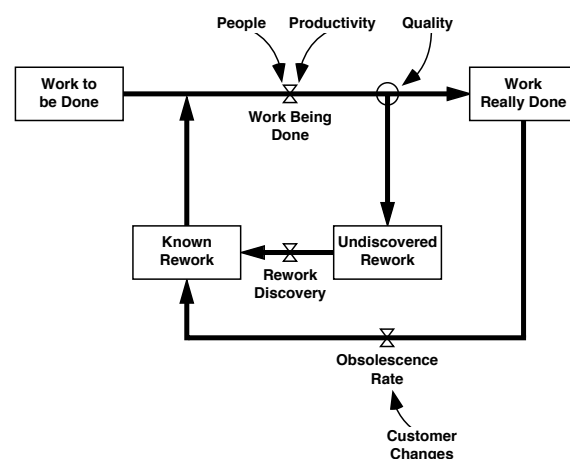 People
Productivity
Quality
Work to
be Done
Work Being
Done
Work
Really Done
Known
Rework
Undiscovered
Rework
Rework
Discovery
Obsolescence
Rate
Customer
Changes